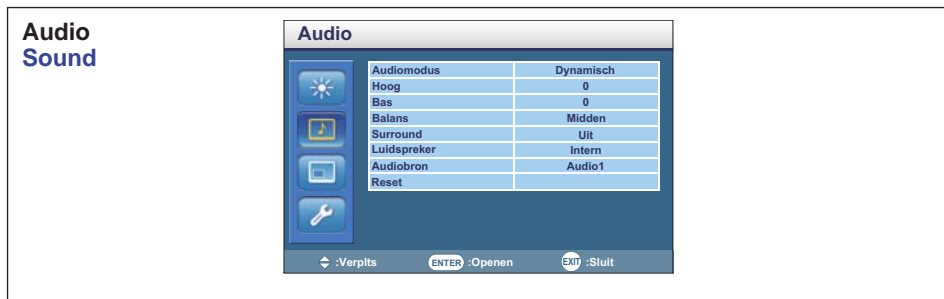 Audio
Sound
Audio
Audiomodus Dynamisch
Hoog 0
Bas 0
Balans Midden
Surround Uit
Luidspreker Intern
Audiobron Audio1
Reset
:Verplts ENTER :Openen EXIT :Sluit